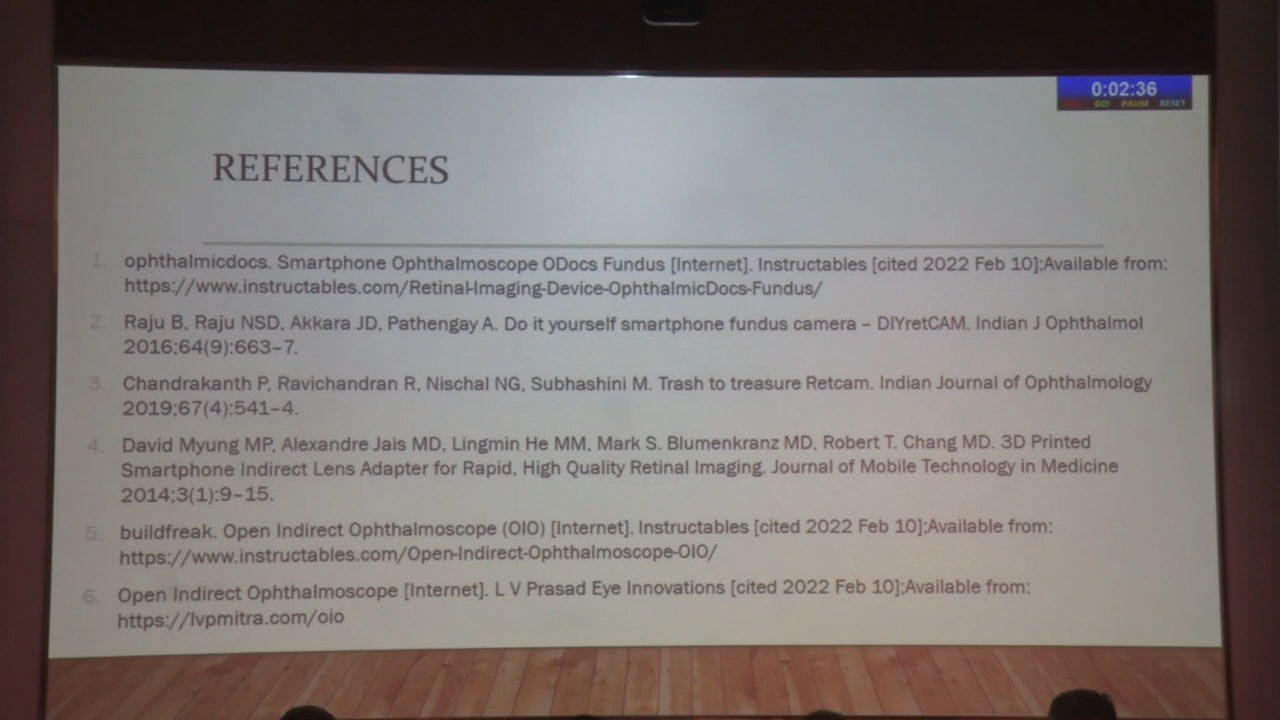 0:02:36
GO! PAUSE RESET
REFERENCES
1. ophthalmicdocs. Smartphone Ophthalmoscope ODocs Fundus [Internet]. Instructables [cited 2022 Feb 10];Available from:
https://www.instructables.com/Retinal-Imaging-Device-OphthalmicDocs-Fundus/
2. Raju B, Raju NSD, Akkara JD, Pathengay A. Do it yourself smartphone fundus camera – DIYretCAM. Indian J Ophthalmol
2016;64(9):663–7.
3. Chandrakanth P, Ravichandran R, Nischal NG, Subhashini M. Trash to treasure Retcam. Indian Journal of Ophthalmology
2019;67(4):541–4.
4. David Myung MP, Alexandre Jais MD, Lingmin He MM, Mark S. Blumenkranz MD, Robert T. Chang MD. 3D Printed
Smartphone Indirect Lens Adapter for Rapid, High Quality Retinal Imaging. Journal of Mobile Technology in Medicine
2014;3(1):9–15.
5. buildfreak. Open Indirect Ophthalmoscope (OIO) [Internet]. Instructables [cited 2022 Feb 10];Available from:
https://www.instructables.com/Open-Indirect-Ophthalmoscope-OIO/
6. Open Indirect Ophthalmoscope [Internet]. L V Prasad Eye Innovations [cited 2022 Feb 10];Available from:
https://lvpmitra.com/oio